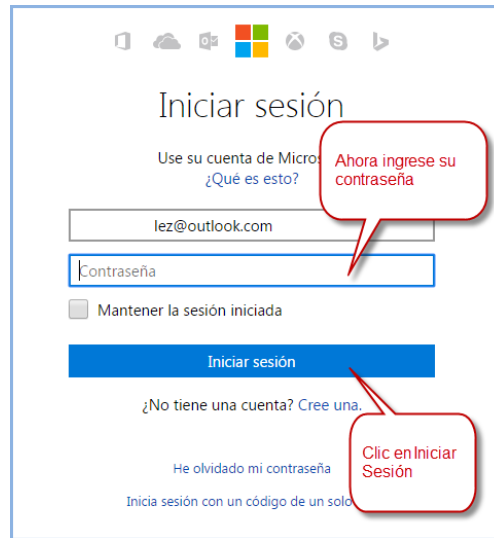 Iniciar sesión
Use su cuenta de Micros
¿Qué es esto?
Ahora ingrese su
contraseña
lez@outlook.com
Contraseña
Mantener la sesión iniciada
Iniciar sesión
¿No tiene una cuenta? Cree una.
Clic en Iniciar
Sesión
He olvidado mi contraseña
Inicia sesión con un código de un solo